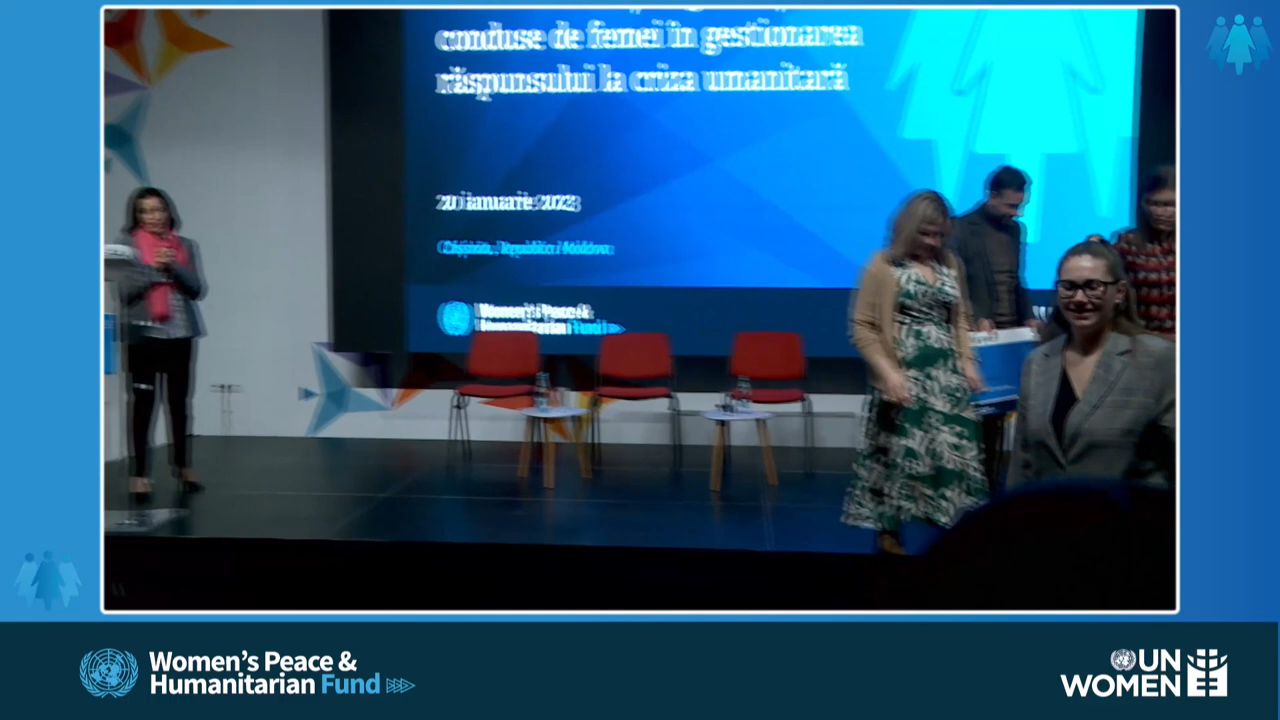 conduse de femei în gestionarea
răspunsului la criza umanitară
20 ianuarie 2023
Chișinău, Republica Moldova
Women's Peace &
Humanitarian Fund
Women's Peace &
Humanitarian Fund
UN
WOMEN